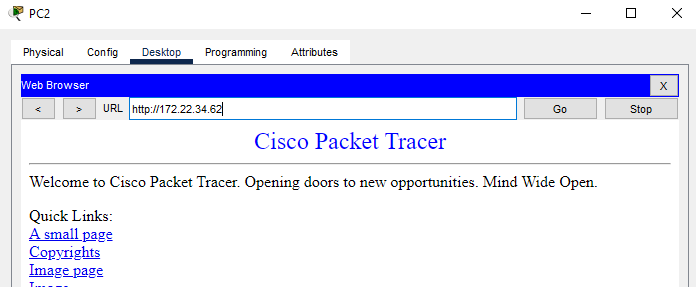 PC2
Physical Config Desktop Programming Attributes
Web Browser X
< > URL http://172.22.34.62 Go Stop
Cisco Packet Tracer
Welcome to Cisco Packet Tracer. Opening doors to new opportunities. Mind Wide Open.
Quick Links:
A small page
Copyrights
Image page
Image